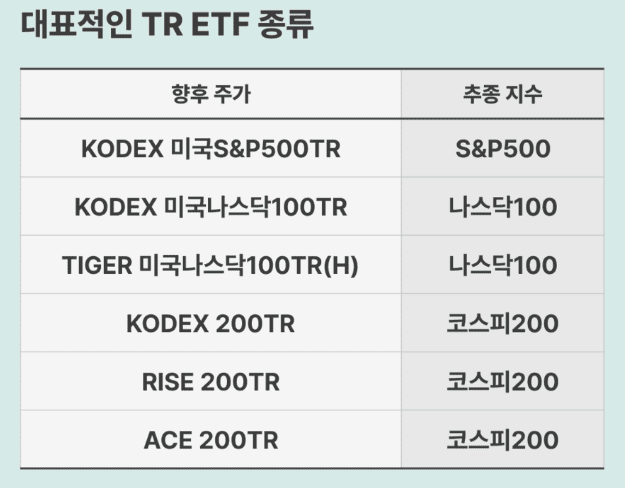 대표적인 TR ETF 종류
향후 주가 추종 지수
KODEX 미국S&P500TR S&P500
KODEX 미국나스닥100TR 나스닥100
TIGER 미국나스닥100TR(H) 나스닥100
KODEX 200TR 코스피200
RISE 200TR 코스피200
ACE 200TR 코스피200